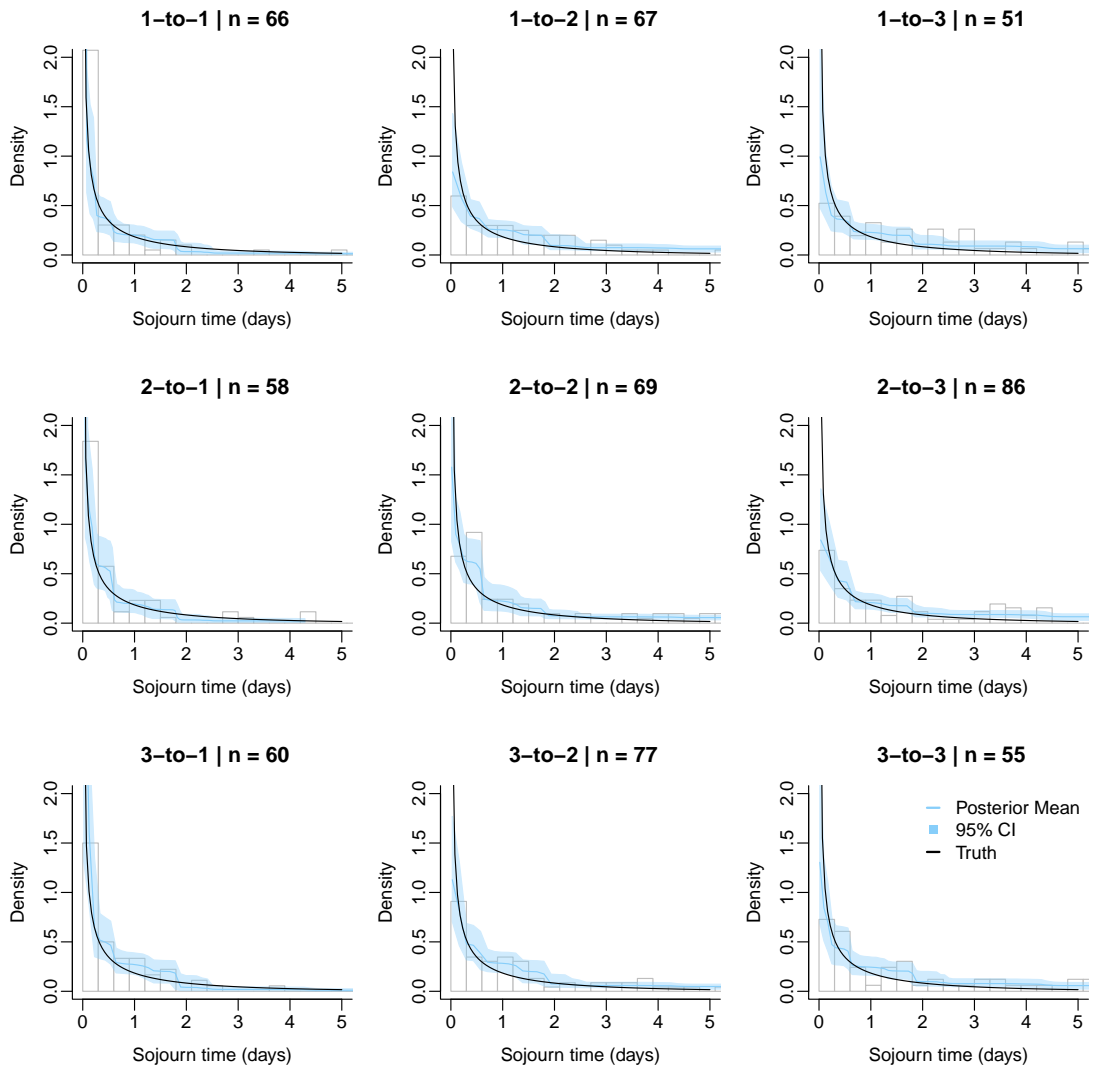 1−to−1 | n = 66
1−to−2 | n = 67
1−to−3 | n = 51
Density
0.0 0.5 1.0 1.5 2.0
0 1 2 3 4 5
Sojourn time (days)
Density
0.0 0.5 1.0 1.5 2.0
0 1 2 3 4 5
Sojourn time (days)
Density
0.0 0.5 1.0 1.5 2.0
0 1 2 3 4 5
Sojourn time (days)
2−to−1 | n = 58
2−to−2 | n = 69
2−to−3 | n = 86
Density
0.0 0.5 1.0 1.5 2.0
0 1 2 3 4 5
Sojourn time (days)
Density
0.0 0.5 1.0 1.5 2.0
0 1 2 3 4 5
Sojourn time (days)
Density
0.0 0.5 1.0 1.5 2.0
0 1 2 3 4 5
Sojourn time (days)
3−to−1 | n = 60
3−to−2 | n = 77
3−to−3 | n = 55
Density
0.0 0.5 1.0 1.5 2.0
0 1 2 3 4 5
Sojourn time (days)
Density
0.0 0.5 1.0 1.5 2.0
0 1 2 3 4 5
Sojourn time (days)
Density
0.0 0.5 1.0 1.5 2.0
Posterior Mean
95% CI
Truth
0 1 2 3 4 5
Sojourn time (days)